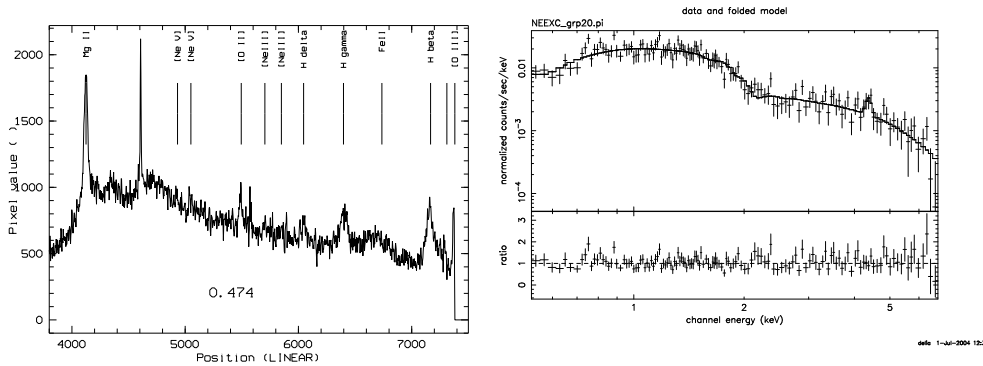 Mg II
[Ne V]
[Ne V]
[O II]
[NeIII]
[NeIII]
H delta
H gamma
FeII
H beta
[O III]
2000
1500
1000
500
0
Pixel value ( )
0.474
4000 5000 6000 7000
Position (LINEAR)
data and folded model
NEEXC_grp20.pi
normalized counts/sec/keV
0.01
10⁻³
10⁻⁴
ratio
3
2
1
0
1 2 5
channel energy (keV)
della 1-Jul-2004 12: